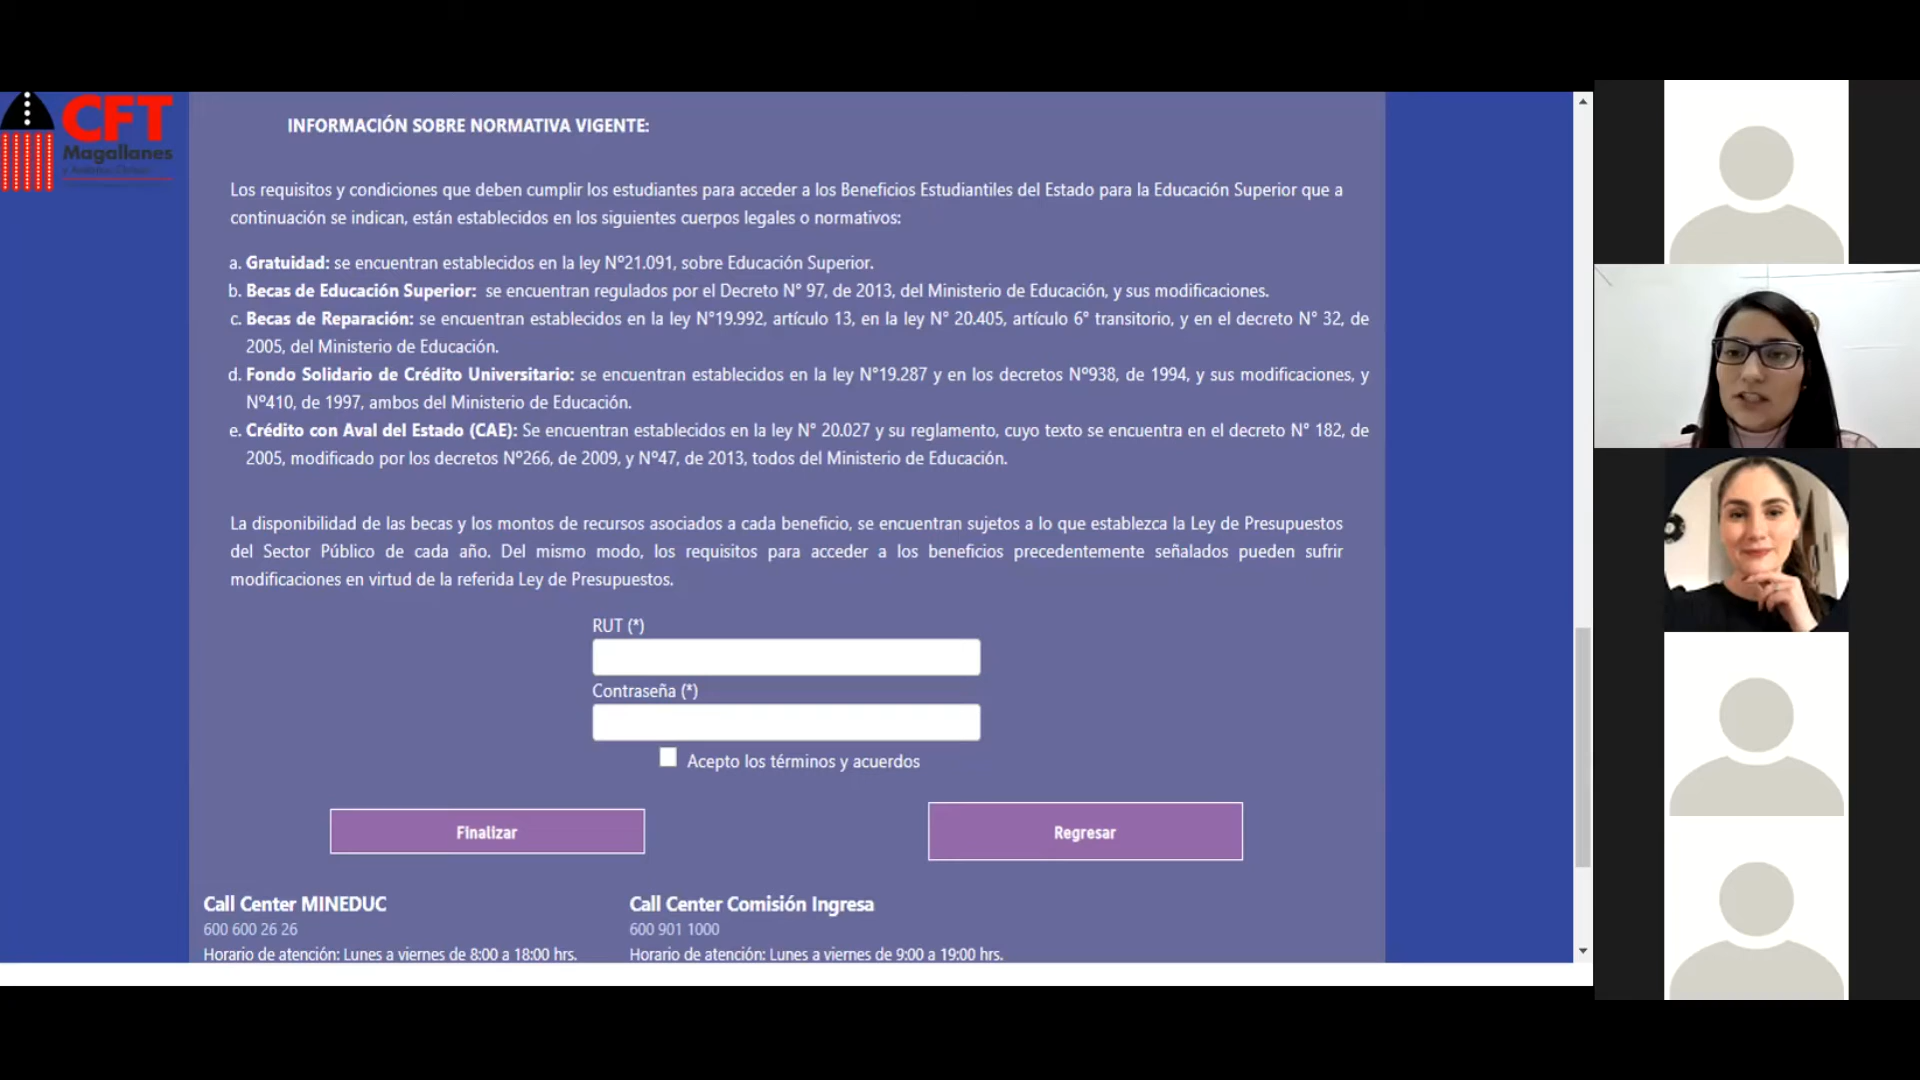 CFT
Magallanes
INFORMACIÓN SOBRE NORMATIVA VIGENTE:
Los requisitos y condiciones que deben cumplir los estudiantes para acceder a los Beneficios Estudiantiles del Estado para la Educación Superior que a
continuación se indican, están establecidos en los siguientes cuerpos legales o normativos:
a. Gratuidad: se encuentran establecidos en la ley Nº21.091, sobre Educación Superior.
b. Becas de Educación Superior: se encuentran regulados por el Decreto N° 97, de 2013, del Ministerio de Educación, y sus modificaciones.
c. Becas de Reparación: se encuentran establecidos en la ley N°19.992, artículo 13, en la ley N° 20.405, artículo 6° transitorio, y en el decreto N° 32, de
2005, del Ministerio de Educación.
d. Fondo Solidario de Crédito Universitario: se encuentran establecidos en la ley N°19.287 y en los decretos Nº938, de 1994, y sus modificaciones, y
Nº410, de 1997, ambos del Ministerio de Educación.
e. Crédito con Aval del Estado (CAE): Se encuentran establecidos en la ley N° 20.027 y su reglamento, cuyo texto se encuentra en el decreto N° 182, de
2005, modificado por los decretos Nº266, de 2009, y Nº47, de 2013, todos del Ministerio de Educación.
La disponibilidad de las becas y los montos de recursos asociados a cada beneficio, se encuentran sujetos a lo que establezca la Ley de Presupuestos
del Sector Público de cada año. Del mismo modo, los requisitos para acceder a los beneficios precedentemente señalados pueden sufrir
modificaciones en virtud de la referida Ley de Presupuestos.
RUT (*)
Contraseña (*)
Acepto los términos y acuerdos
Finalizar
Regresar
Call Center MINEDUC
600 600 26 26
Horario de atención: Lunes a viernes de 8:00 a 18:00 hrs.
Call Center Comisión Ingresa
600 901 1000
Horario de atención: Lunes a viernes de 9:00 a 19:00 hrs.